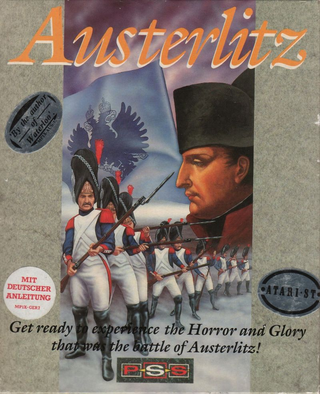 Austerlitz
"By the author
of
Waterloo"
MIT
DEUTSCHER
ANLEITUNG
ATARI-ST
Get ready to experience the Horror and Glory
that was the battle of Austerlitz!
P-S-S